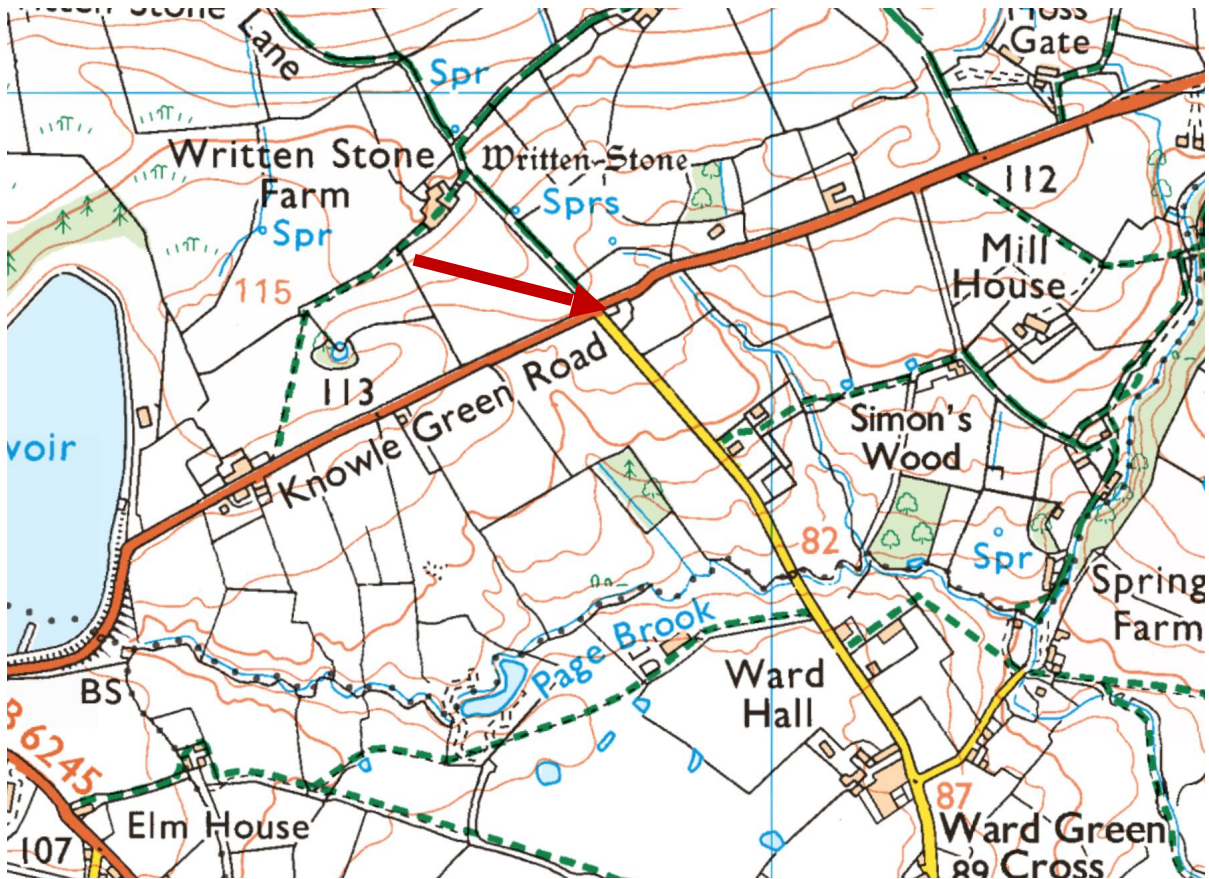 Written Stone
Lane
Moss
Gate
Spr
Written Stone
Farm
Written-Stone
Sprs
112
Spr
115
Mill
House
113
Knowle Green Road
Simon's
Wood
voir
82
Spr
Spring
Farm
Page Brook
BS
Ward
Hall
B 6245
87
Elm House
Ward Green
Cross
107
89